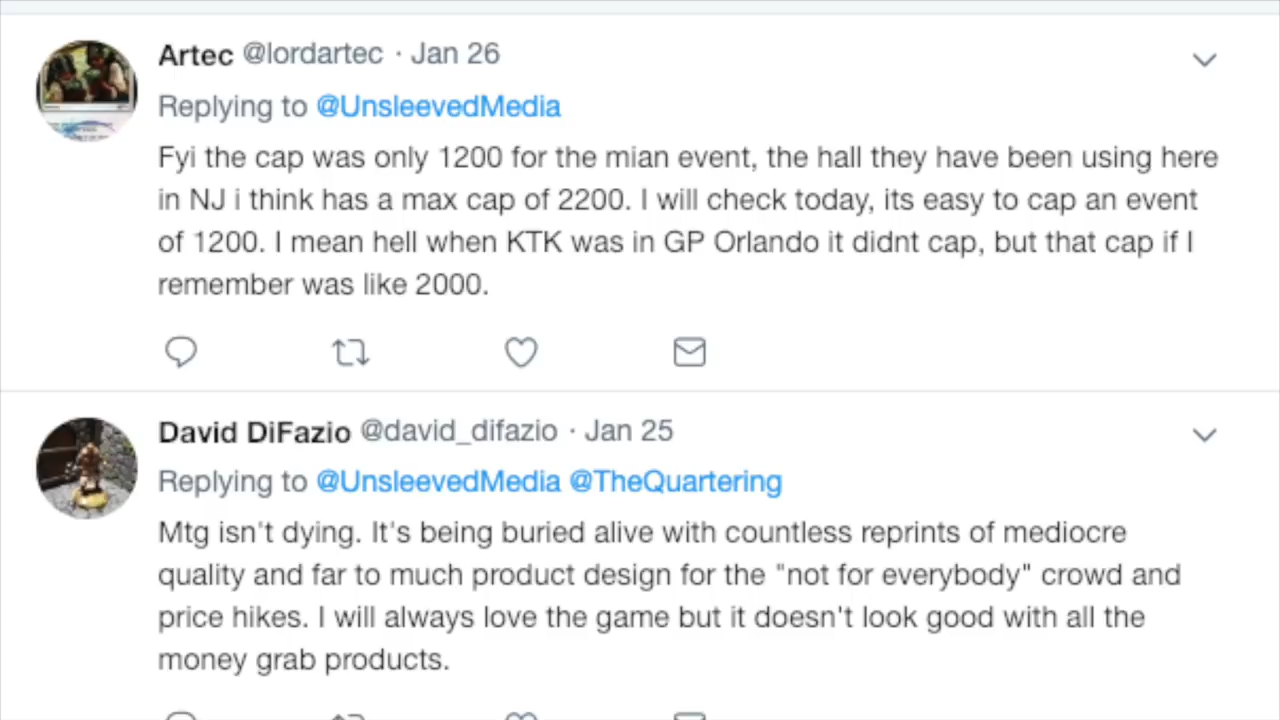 Artec @lordartec · Jan 26
Replying to @UnsleevedMedia
Fyi the cap was only 1200 for the mian event, the hall they have been using here
in NJ i think has a max cap of 2200. I will check today, its easy to cap an event
of 1200. I mean hell when KTK was in GP Orlando it didnt cap, but that cap if I
remember was like 2000.
David DiFazio @david_difazio · Jan 25
Replying to @UnsleevedMedia @TheQuartering
Mtg isn't dying. It's being buried alive with countless reprints of mediocre
quality and far to much product design for the "not for everybody" crowd and
price hikes. I will always love the game but it doesn't look good with all the
money grab products.